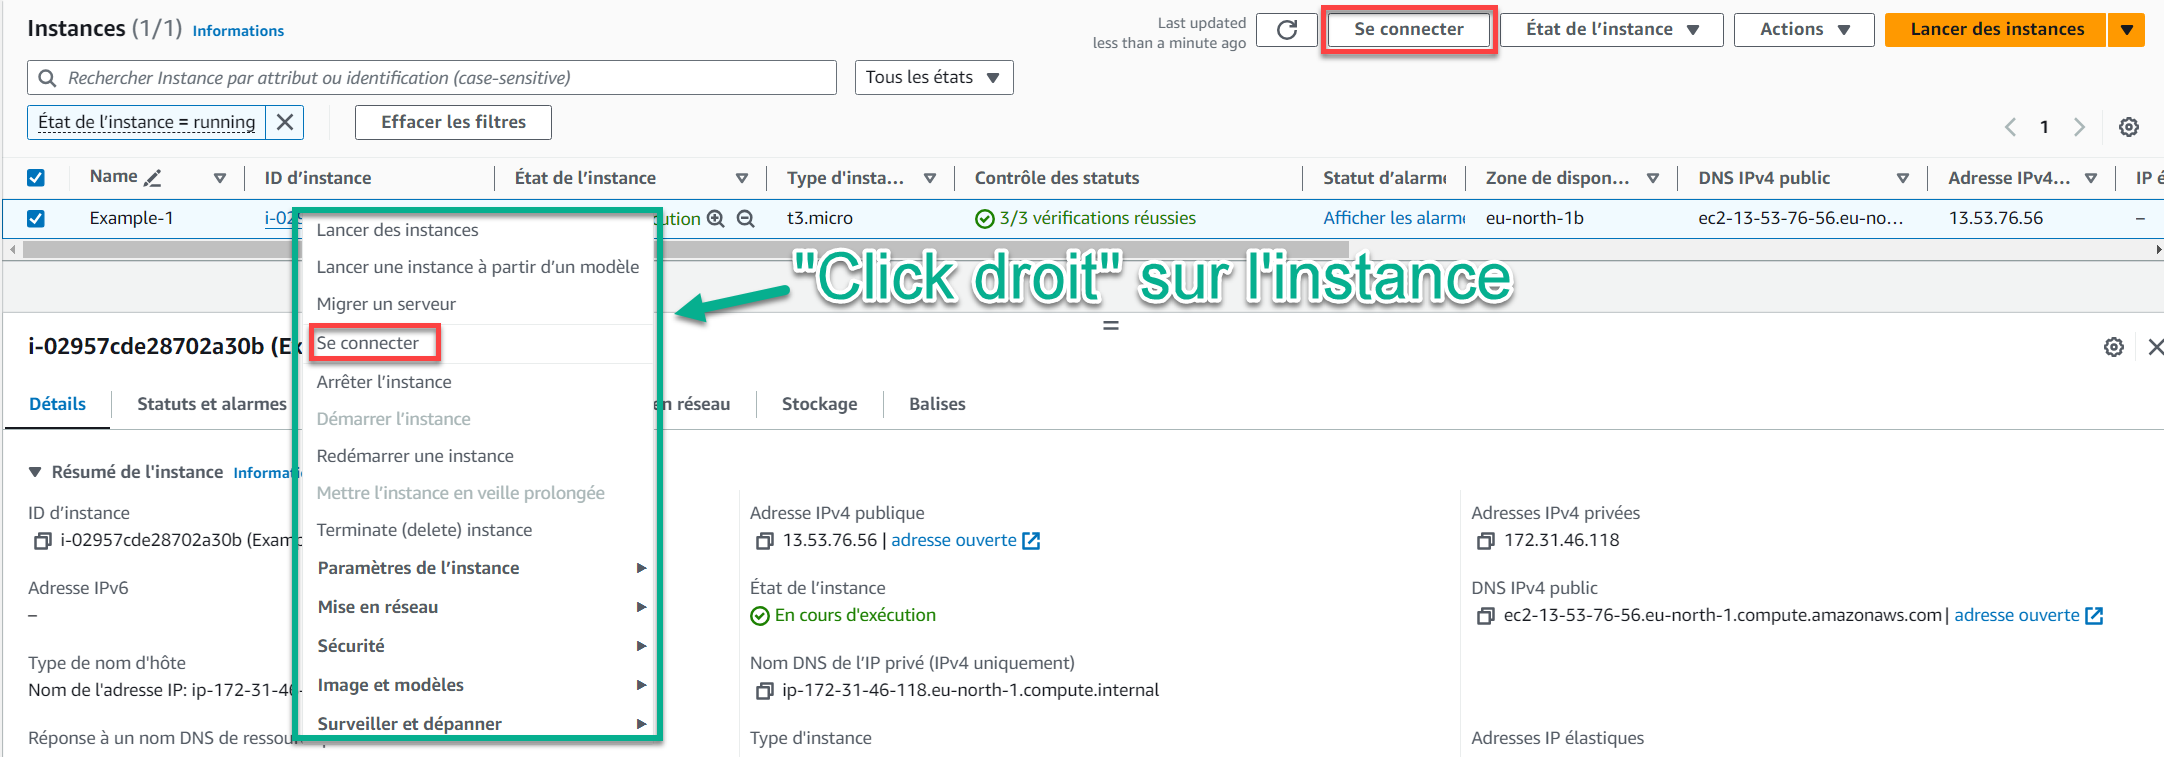 Instances (1/1) Informations
Last updated
less than a minute ago
Se connecter
État de l'instance
Actions
Lancer des instances
Rechercher Instance par attribut ou identification (case-sensitive)
Tous les états
État de l'instance = running
Effacer les filtres
1
Name ID d'instance État de l'instance Type d'insta... Contrôle des statuts Statut d'alarme Zone de dispon... DNS IPv4 public Adresse IPv4... IP é
Example-1 i-029 cution t3.micro 3/3 vérifications réussies Afficher les alarme eu-north-1b ec2-13-53-76-56.eu-no... 13.53.76.56 –
"Click droit" sur l'instance
Lancer des instances
Lancer une instance à partir d'un modèle
Migrer un serveur
Se connecter
Arrêter l'instance
Démarrer l'instance
Redémarrer une instance
Mettre l'instance en veille prolongée
Terminate (delete) instance
Paramètres de l'instance
Mise en réseau
Sécurité
Image et modèles
Surveiller et dépanner
i-02957cde28702a30b (Ex
Détails Statuts et alarmes en réseau Stockage Balises
Résumé de l'instance Informatio
ID d'instance
i-02957cde28702a30b (Exam
Adresse IPv4 publique
13.53.76.56 | adresse ouverte
Adresses IPv4 privées
172.31.46.118
Adresse IPv6
–
État de l'instance
En cours d'exécution
DNS IPv4 public
ec2-13-53-76-56.eu-north-1.compute.amazonaws.com | adresse ouverte
Type de nom d'hôte
Nom de l'adresse IP: ip-172-31-46-
Nom DNS de l'IP privé (IPv4 uniquement)
ip-172-31-46-118.eu-north-1.compute.internal
Réponse à un nom DNS de ressou
Type d'instance
Adresses IP élastiques